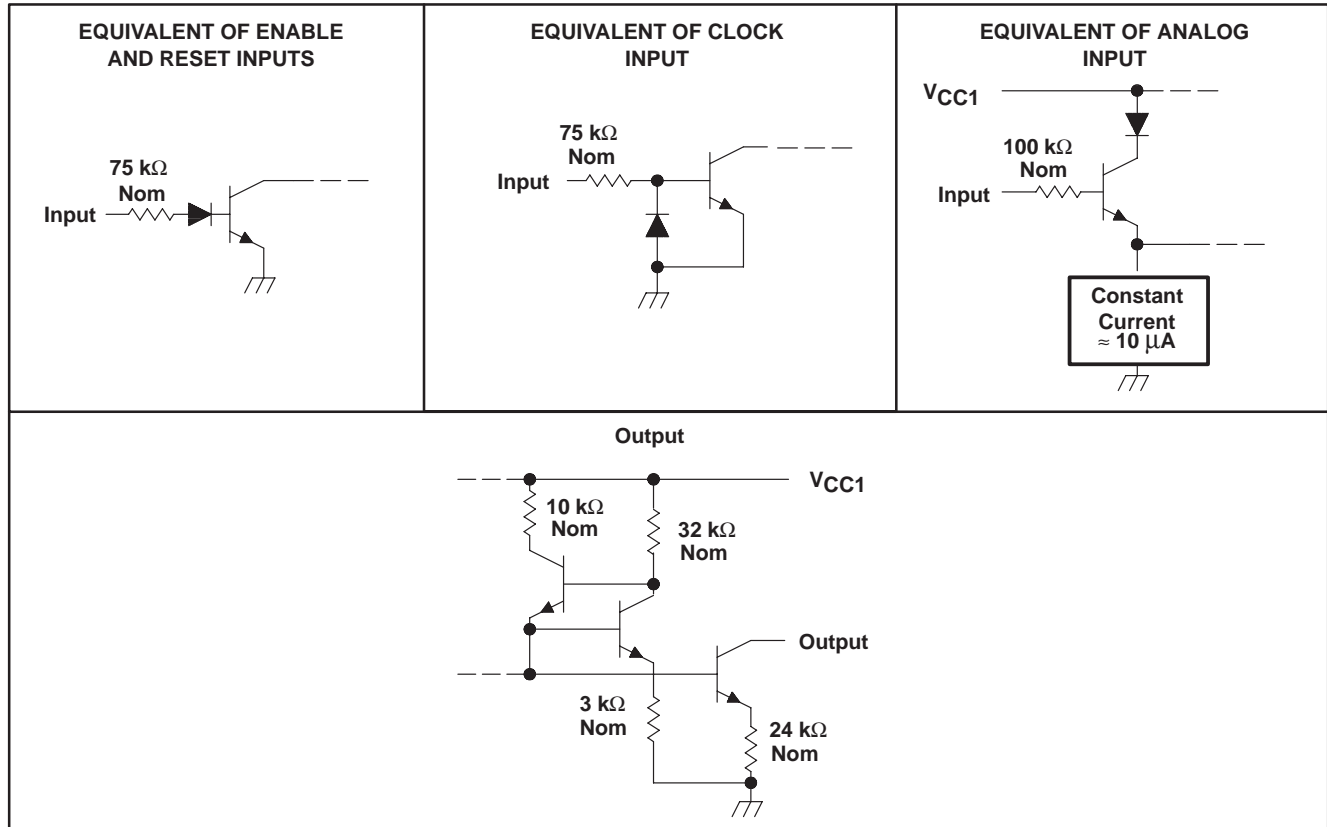 EQUIVALENT OF ENABLE
AND RESET INPUTS
75 kΩ
Nom
Input
EQUIVALENT OF CLOCK
INPUT
75 kΩ
Nom
Input
EQUIVALENT OF ANALOG
INPUT
VCC1
100 kΩ
Nom
Input
Constant
Current
≈ 10 μA
Output
VCC1
10 kΩ
Nom
32 kΩ
Nom
Output
3 kΩ
Nom
24 kΩ
Nom